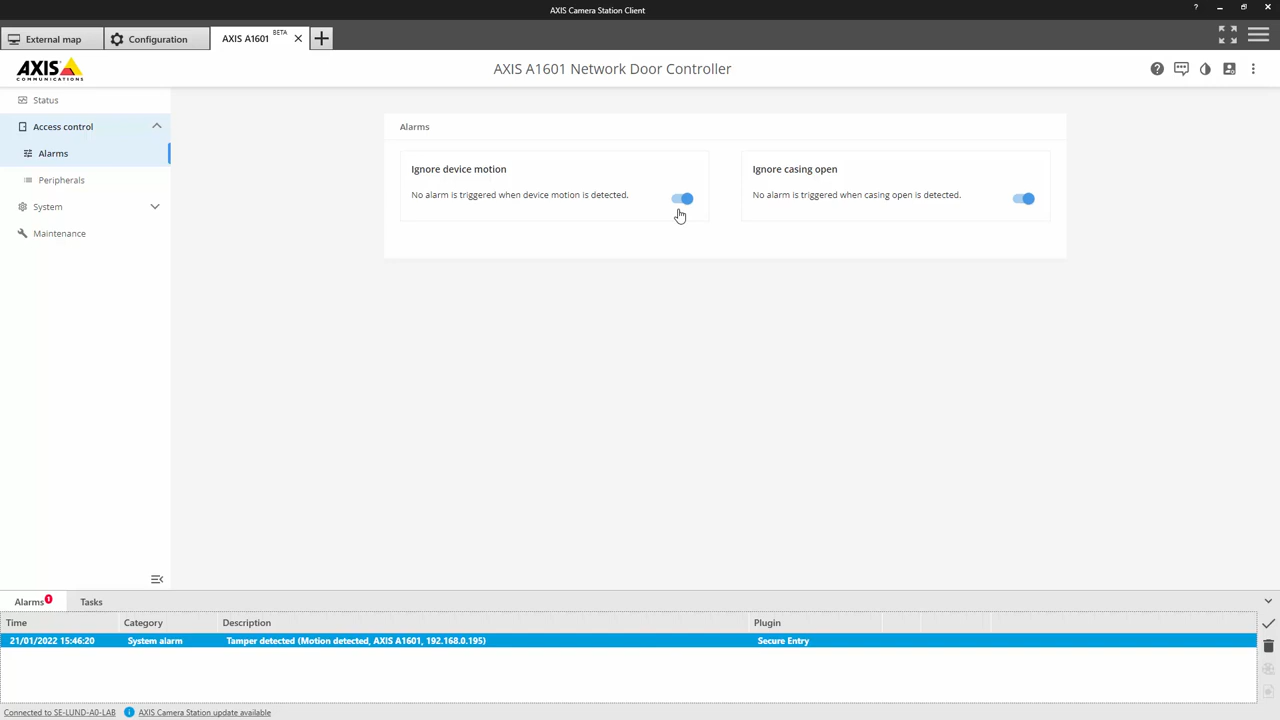 AXIS Camera Station Client
?
External map
Configuration
AXIS A1601 BETA
AXIS COMMUNICATIONS
AXIS A1601 Network Door Controller
Status
Access control
Alarms
Peripherals
System
Maintenance
Alarms
Ignore device motion
No alarm is triggered when device motion is detected.
Ignore casing open
No alarm is triggered when casing open is detected.
Alarms 1
Tasks
Time Category Description Plugin
21/01/2022 15:46:20 System alarm Tamper detected (Motion detected, AXIS A1601, 192.168.0.195) Secure Entry
Connected to SE-LUND-A0-LAB
AXIS Camera Station update available